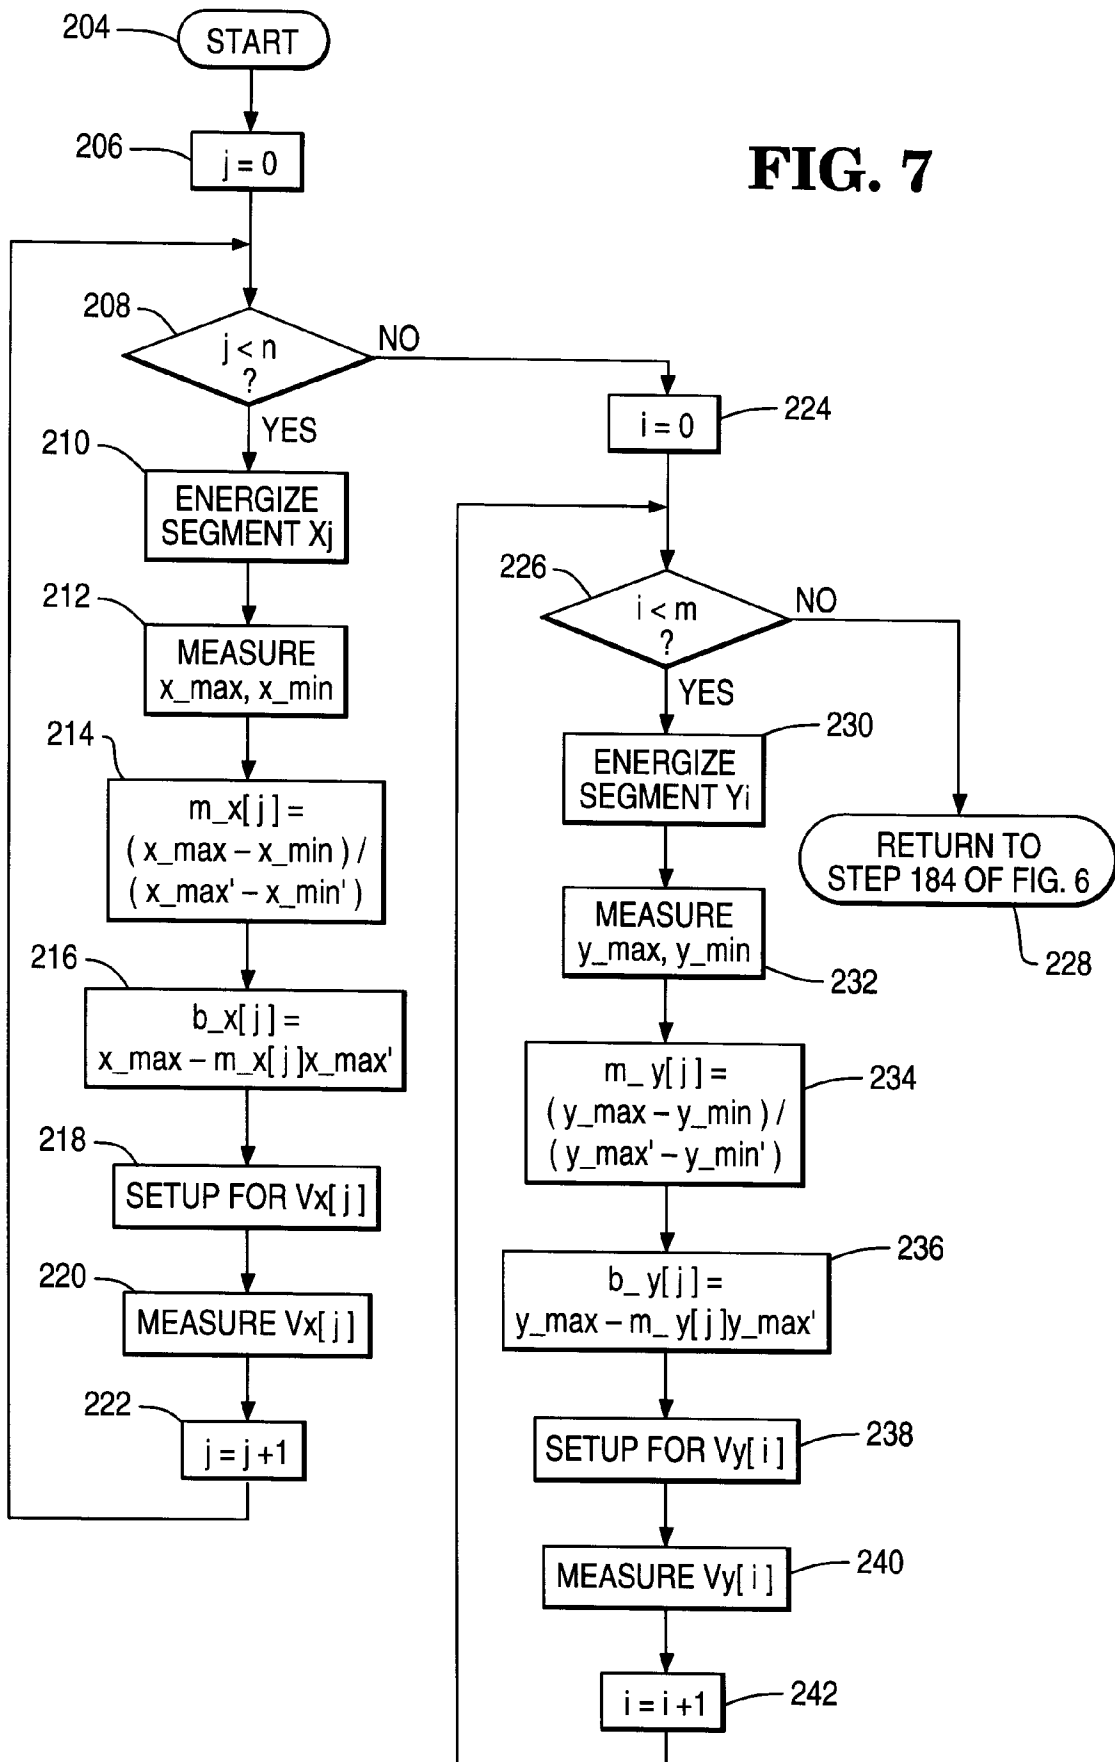 204
START
206
j = 0
FIG. 7
208
j < n
?
NO
YES
224
i = 0
210
ENERGIZE
SEGMENT Xj
226
i < m
?
NO
YES
212
MEASURE
x_max, x_min
230
ENERGIZE
SEGMENT Yi
214
m_x[ j ] =
( x_max – x_min ) /
( x_max' – x_min' )
RETURN TO
STEP 184 OF FIG. 6
228
MEASURE
y_max, y_min
232
216
b_x[ j ] =
x_max – m_x[ j ]x_max'
m_ y[ j ] =
( y_max – y_min ) /
( y_max' – y_min' )
234
218
SETUP FOR Vx[ j ]
236
b_ y[ j ] =
y_max – m_ y[ j ]y_max'
220
MEASURE Vx[ j ]
222
j = j +1
SETUP FOR Vy[ i ]
238
MEASURE Vy[ i ]
240
i = i +1
242